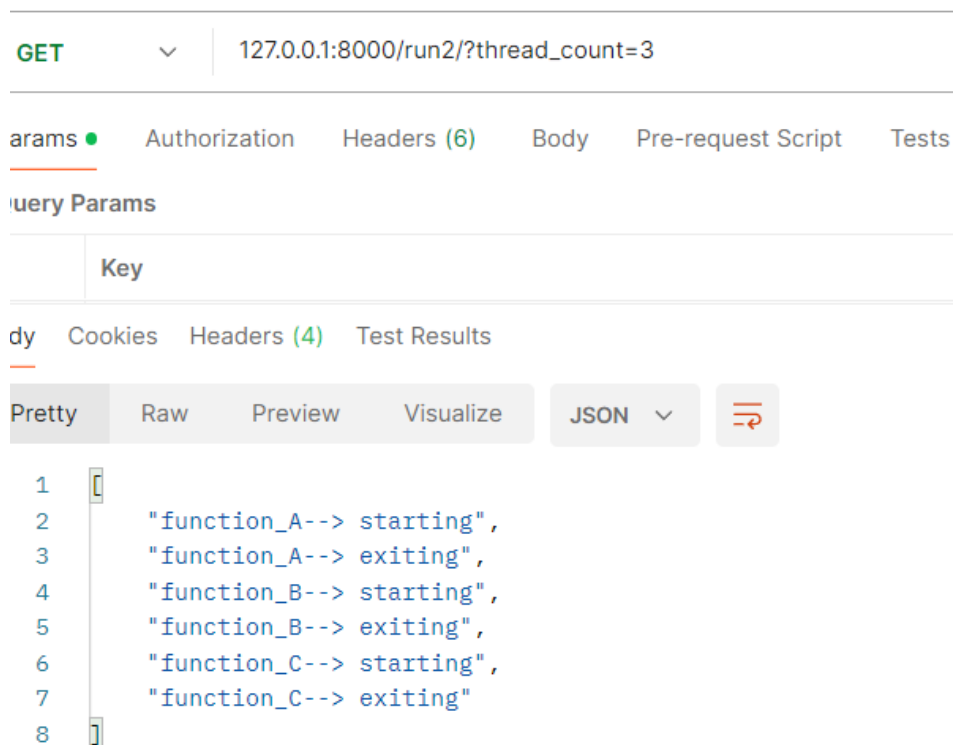 GET 127.0.0.1:8000/run2/?thread_count=3
arams Authorization Headers (6) Body Pre-request Script Tests
uery Params
Key
dy Cookies Headers (4) Test Results
Pretty Raw Preview Visualize JSON
1 [
2 "function_A--> starting",
3 "function_A--> exiting",
4 "function_B--> starting",
5 "function_B--> exiting",
6 "function_C--> starting",
7 "function_C--> exiting"
8 ]